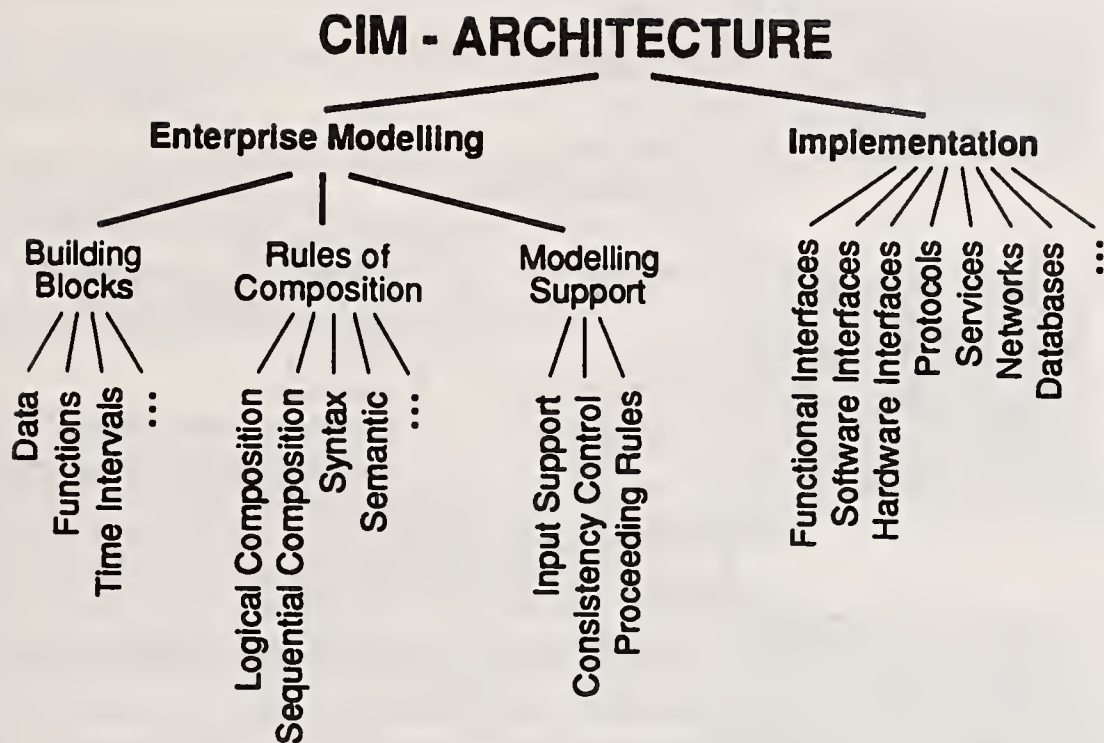 CIM - ARCHITECTURE
Enterprise Modelling
Implementation
Building
Blocks
Rules of
Composition
Modelling
Support
Data
Functions
Time Intervals
...
Logical Composition
Sequential Composition
Syntax
Semantic
...
Input Support
Consistency Control
Proceeding Rules
Functional Interfaces
Software Interfaces
Hardware Interfaces
Protocols
Services
Networks
Databases
...